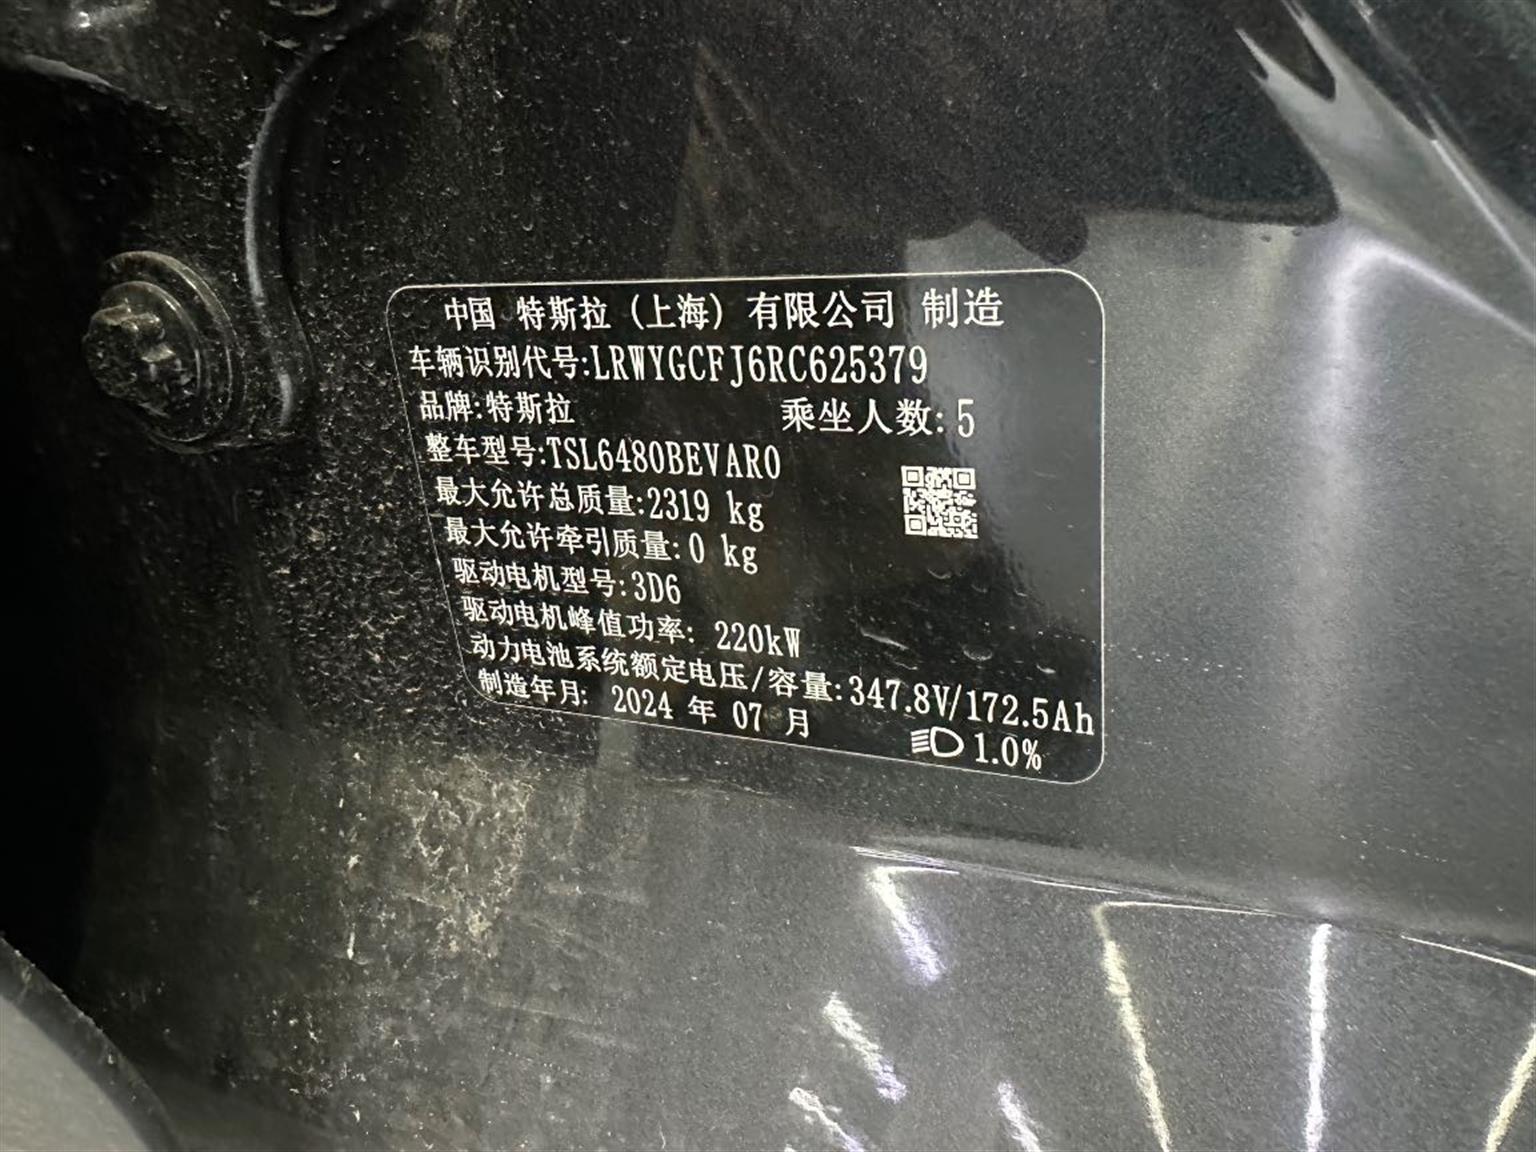 中国 特斯拉（上海）有限公司 制造
车辆识别代号:LRWYGCFJ6RC625379
品牌:特斯拉 乘坐人数:5
整车型号:TSL6480BEVAR0
最大允许总质量:2319 kg
最大允许牵引质量:0 kg
驱动电机型号:3D6
驱动电机峰值功率: 220kW
动力电池系统额定电压/容量:347.8V/172.5Ah
制造年月: 2024 年 07 月
1.0%